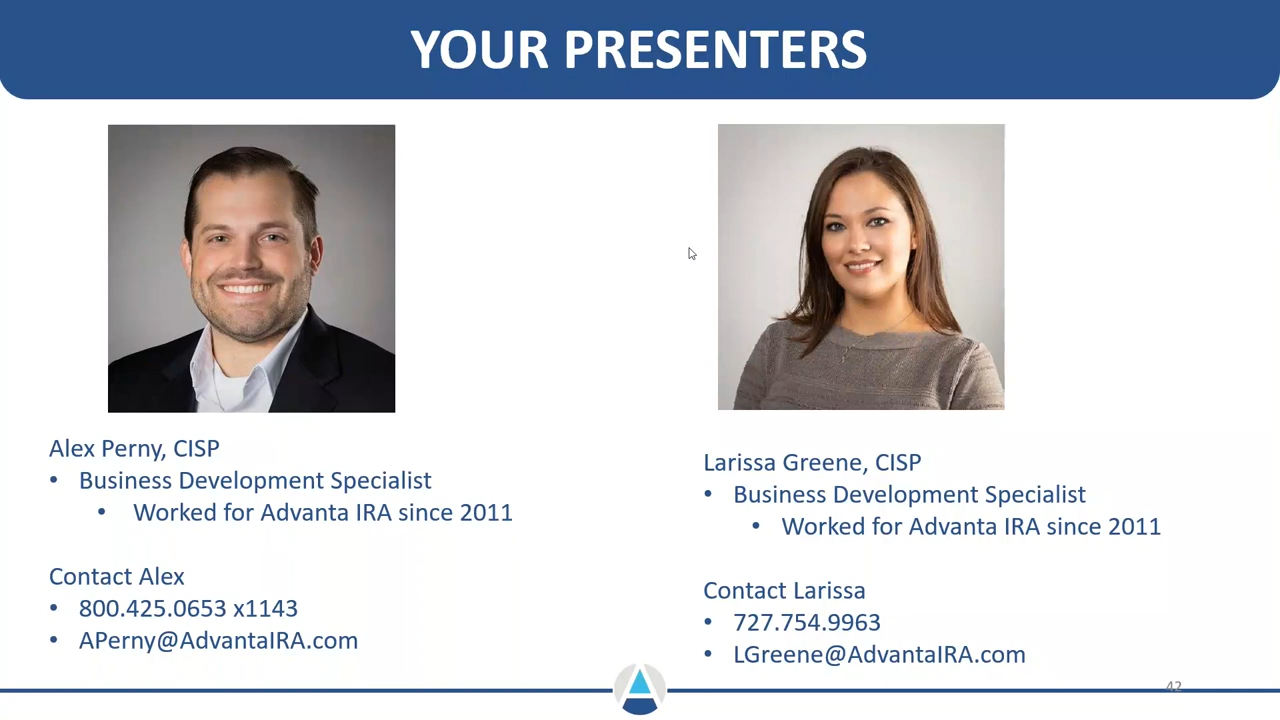 YOUR PRESENTERS
Alex Perny, CISP
• Business Development Specialist
• Worked for Advanta IRA since 2011
Contact Alex
• 800.425.0653 x1143
• APerny@AdvantaIRA.com
Larissa Greene, CISP
• Business Development Specialist
• Worked for Advanta IRA since 2011
Contact Larissa
• 727.754.9963
• LGreene@AdvantaIRA.com
42